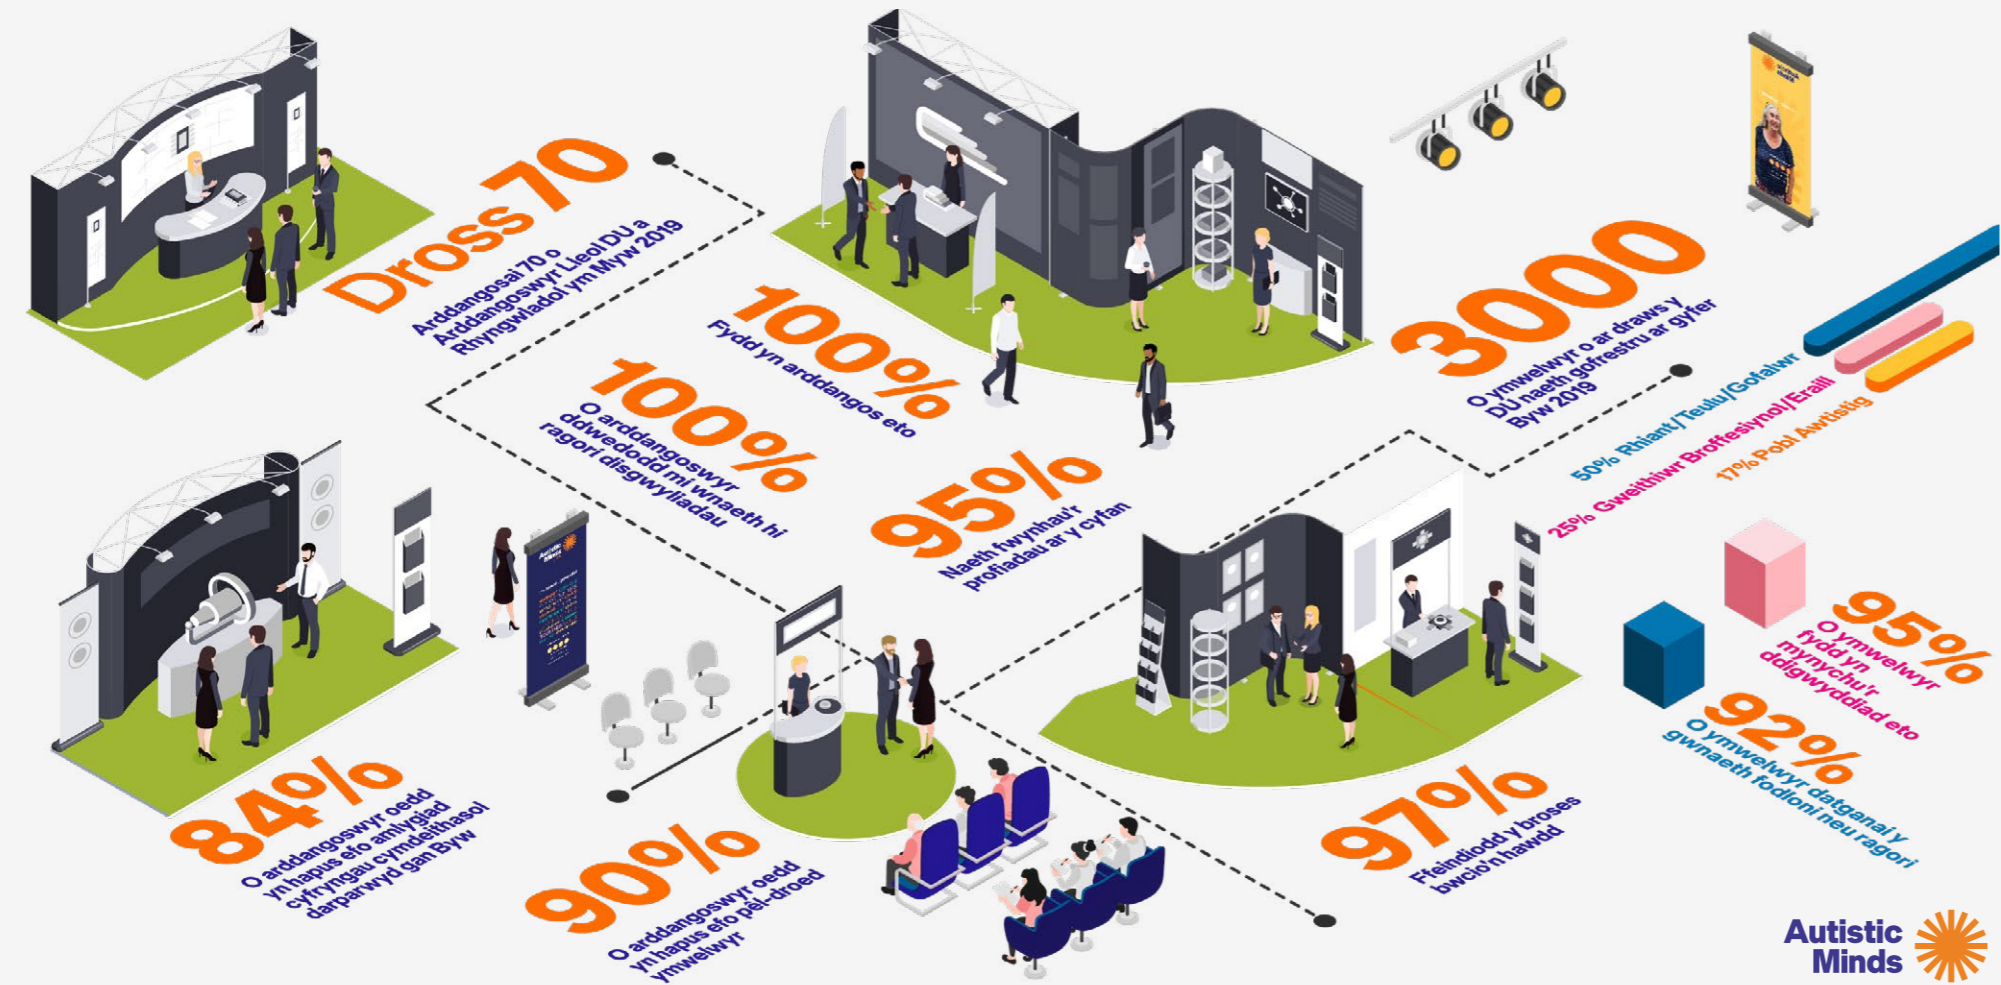 Dross 70
Arddangosai 70 o
Arddangoswyr Lleol DU a
Rhyngwladol ym Myw 2019
100%
Fydd yn arddangos eto
100%
O arddangoswyr
ddwedodd mi wnaeth hi
ragori disgwyliadau
95%
Naeth fwynhau'r
profiadau ar y cyfan
3000
O ymwelwyr o ar draws y
DU naeth gofrestru ar gyfer
Byw 2019
50% Rhiant/Teulu/Gofalwr
25% Gweithiwr Broffesiynol/Eraill
17% Pobl Awtistig
84%
O arddangoswyr oedd
yn hapus efo amlygiad
cyfryngau cymdeithasol
darparwyd gan Byw
90%
O arddangoswyr oedd
yn hapus efo pêl-droed
ymwelwyr
97%
Ffeindiodd y broses
bwcio'n hawdd
95%
O ymwelwyr
fydd yn
mynychu'r
ddigwyddiad eto
92%
O ymwelwyr datganai y
gwnaeth fodloni neu ragori
Autistic
Minds
Autistic
Minds